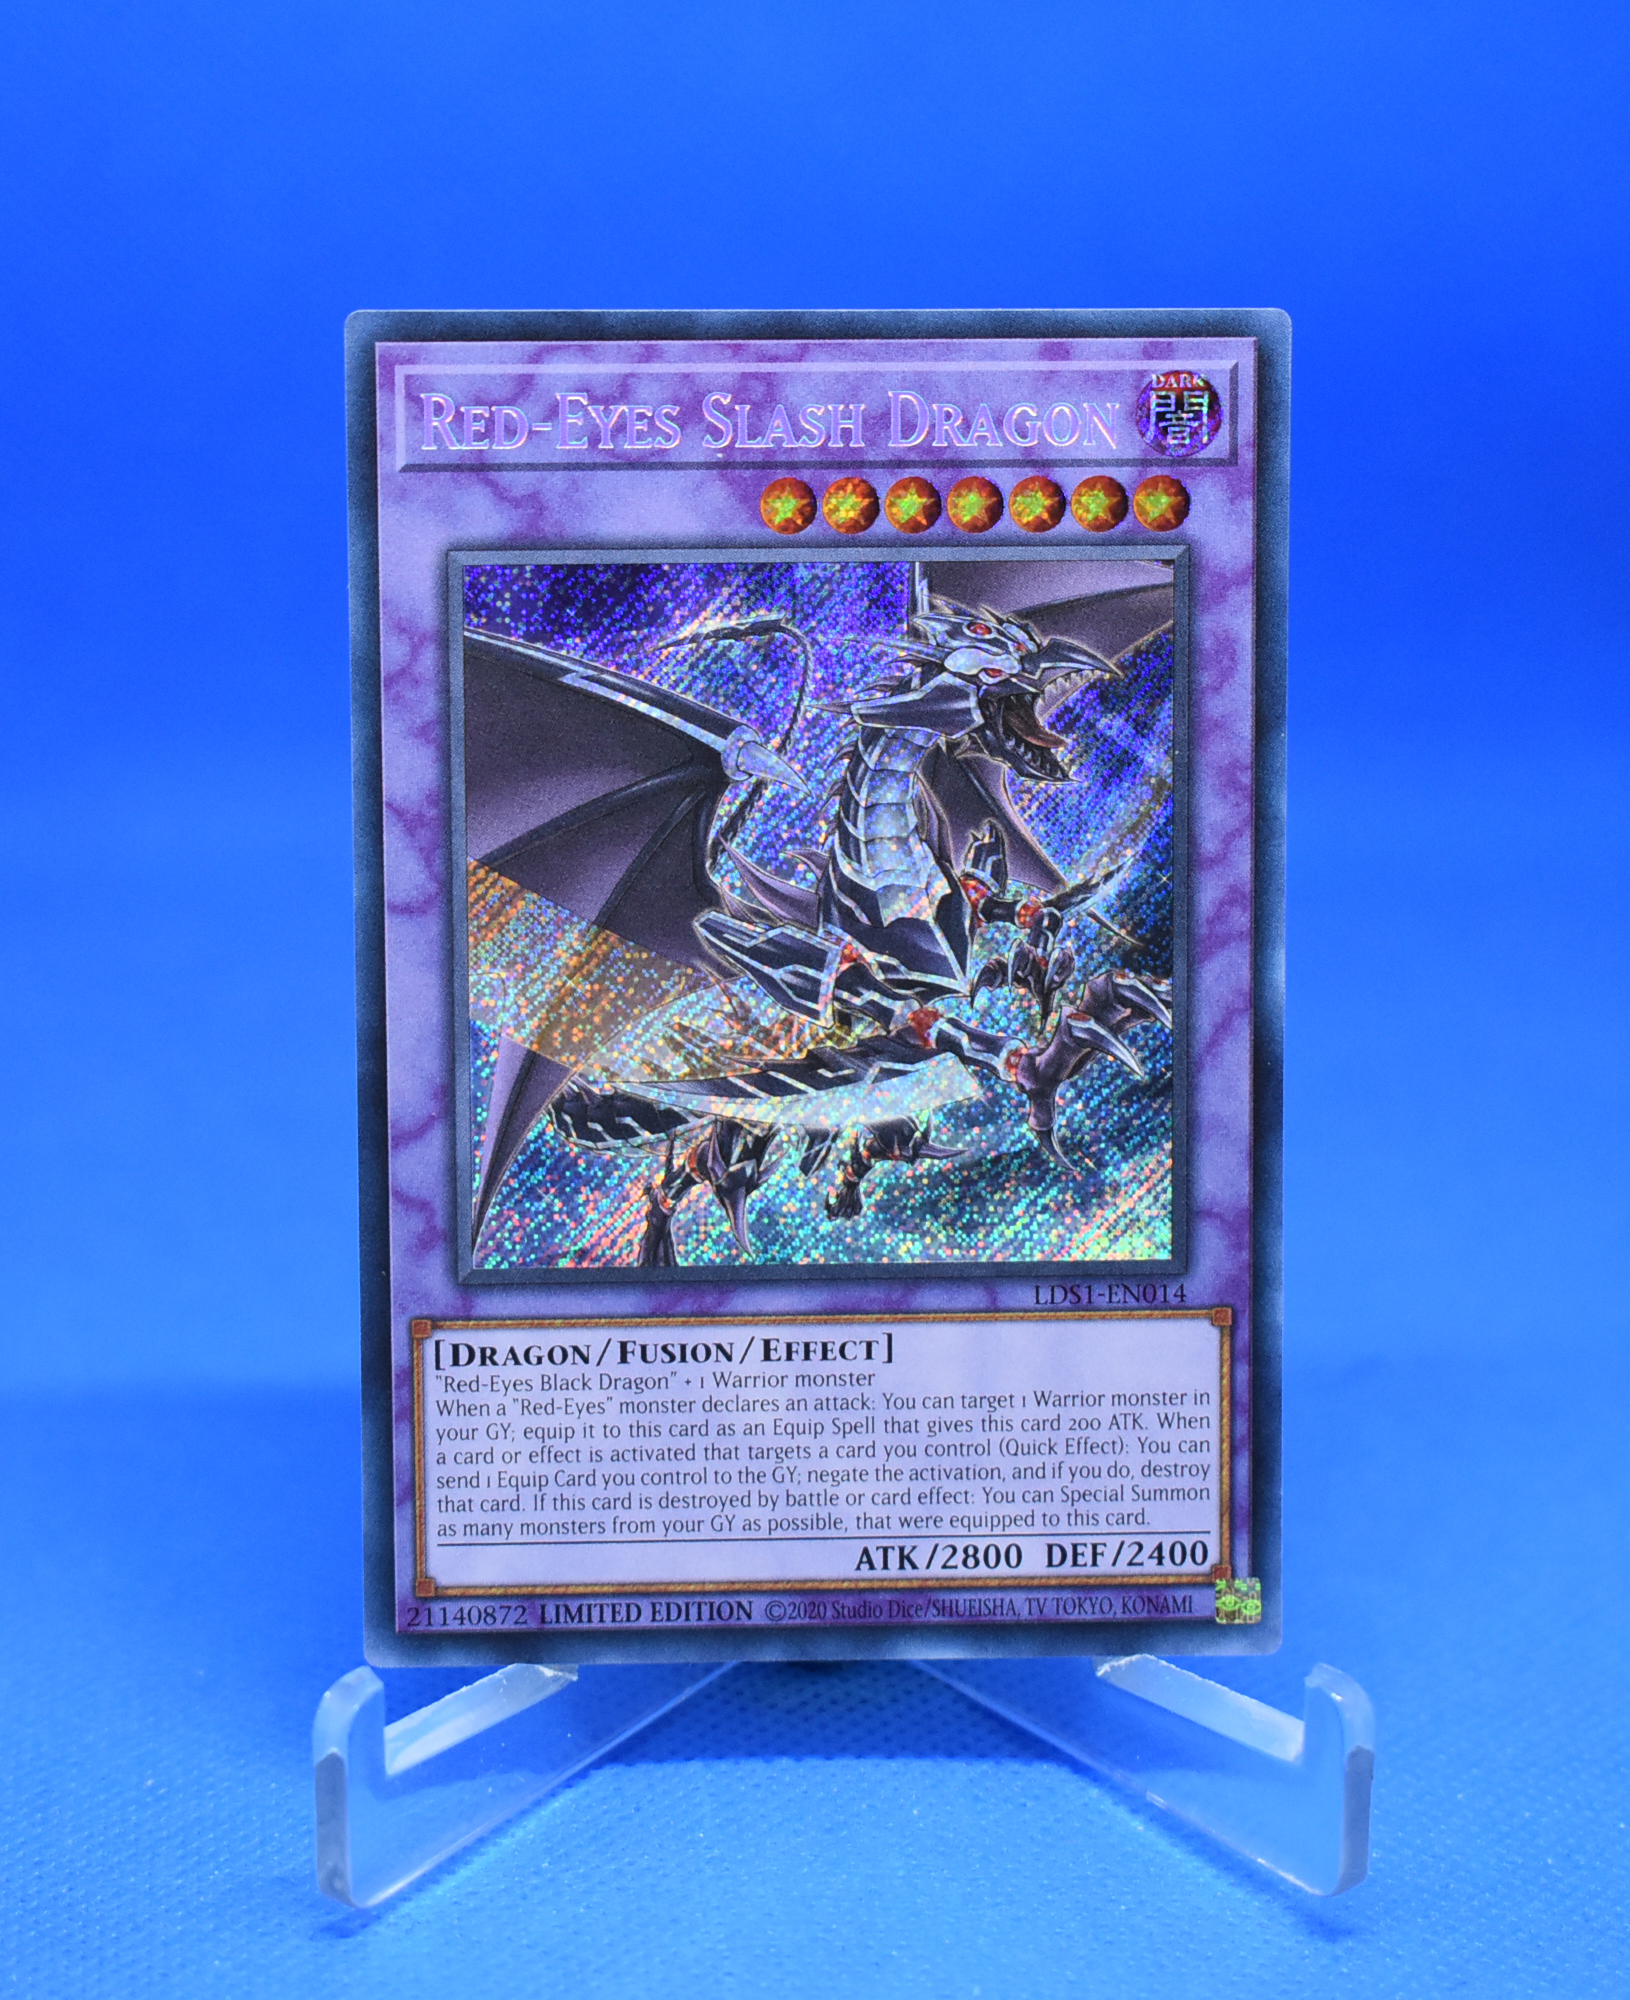 RED-EYES SLASH DRAGON
DARK
闇
LDS1-EN014
[DRAGON/FUSION/EFFECT]
"Red-Eyes Black Dragon" + 1 Warrior monster
When a "Red-Eyes" monster declares an attack: You can target 1 Warrior monster in
your GY; equip it to this card as an Equip Spell that gives this card 200 ATK. When
a card or effect is activated that targets a card you control (Quick Effect): You can
send 1 Equip Card you control to the GY; negate the activation, and if you do, destroy
that card. If this card is destroyed by battle or card effect: You can Special Summon
as many monsters from your GY as possible, that were equipped to this card.
ATK/2800 DEF/2400
21140872 LIMITED EDITION ©2020 Studio Dice/SHUEISHA, TV TOKYO, KONAMI